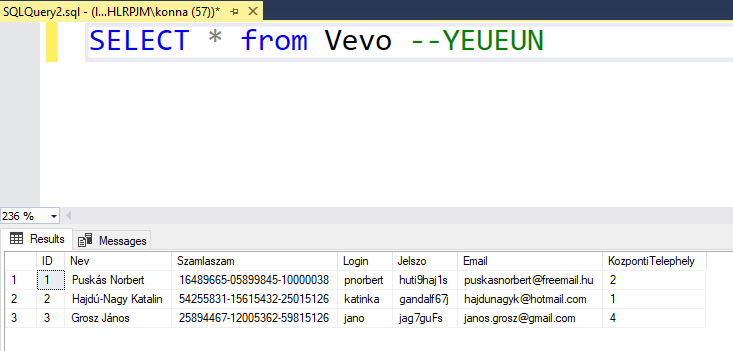 SQLQuery2.sql - (l...HLRPJM\konna (57))*
SELECT * from Vevo --YEUEUN
236 %
Results Messages
ID Nev Szamlaszam Login Jelszo Email KozpontiTelephely
1 1 Puskás Norbert 16489665-05899845-10000038 pnorbert huti9haj1s puskasnorbert@freemail.hu 2
2 2 Hajdú-Nagy Katalin 54255831-15615432-25015126 katinka gandalf67j hajdunagyk@hotmail.com 1
3 3 Grosz János 25894467-12005362-59815126 jano jag7guFs janos.grosz@gmail.com 4